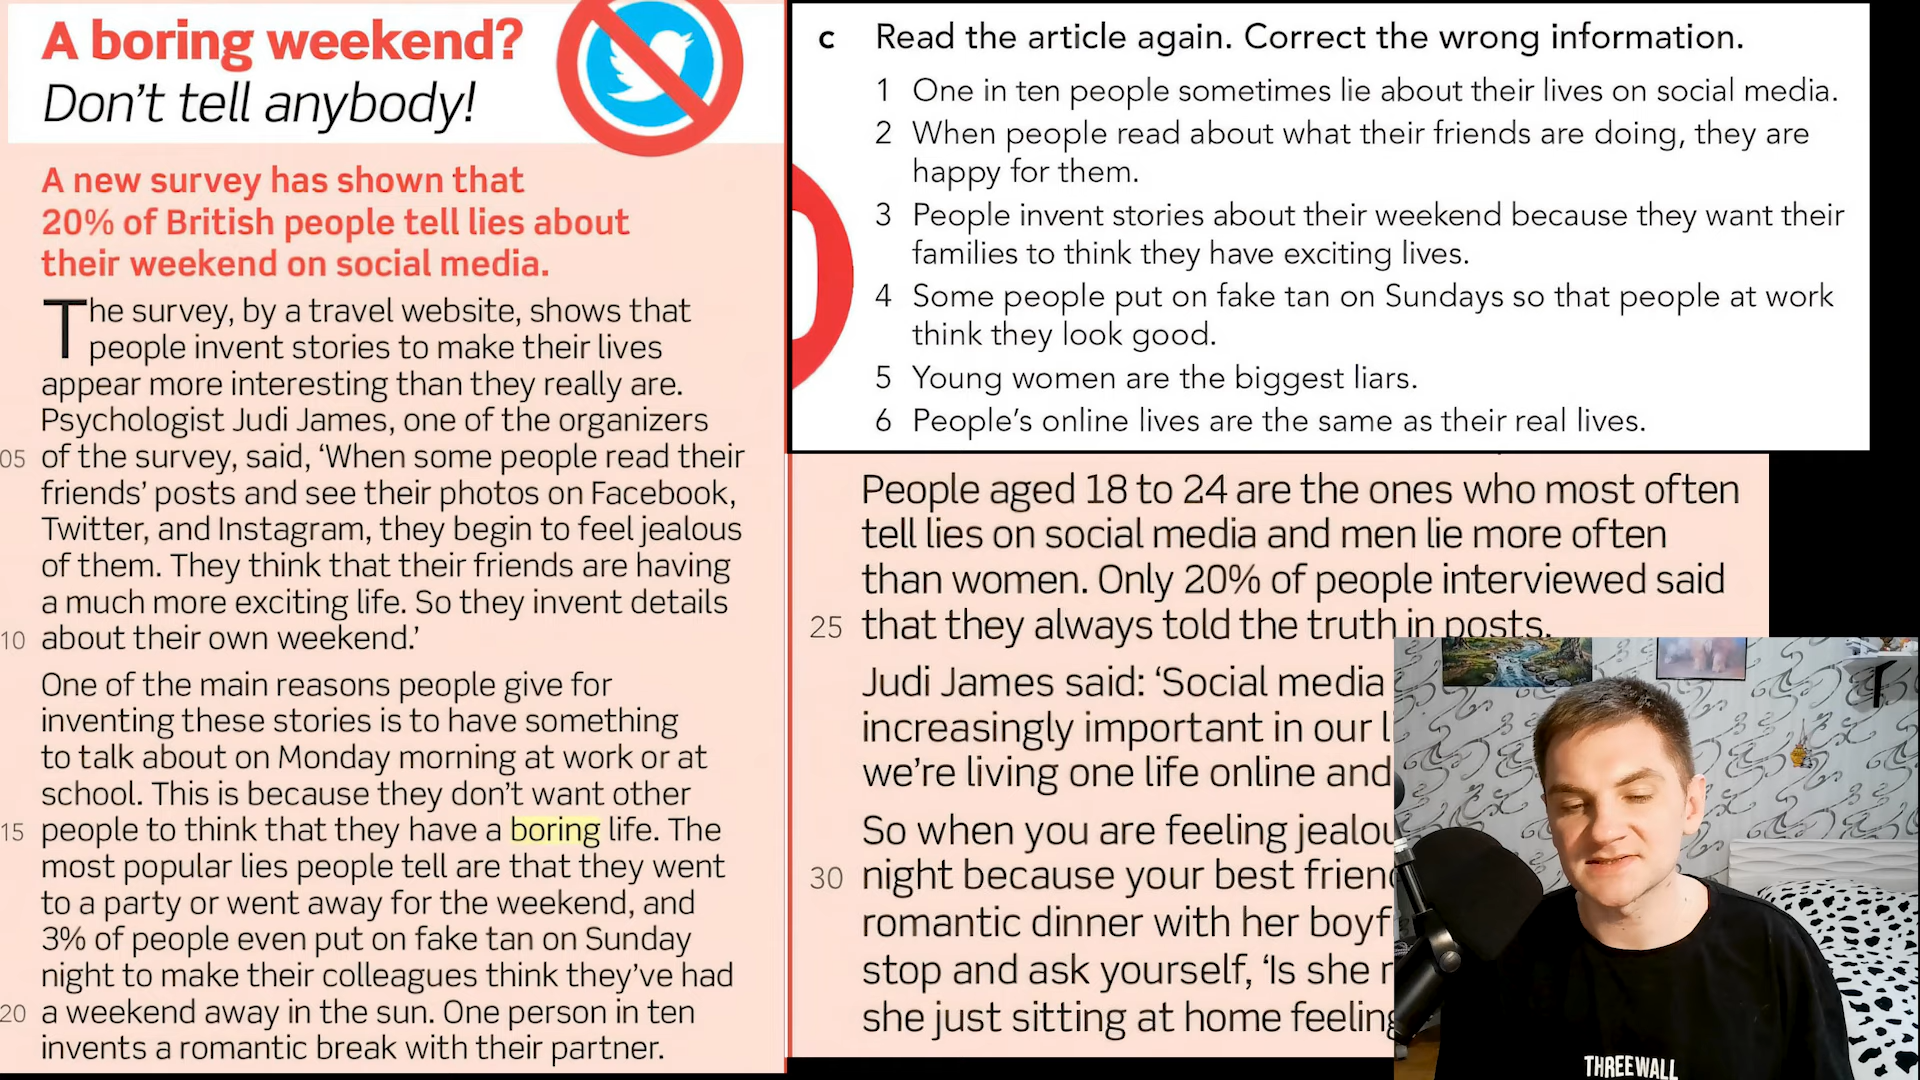 A boring weekend?
Don't tell anybody!
A new survey has shown that
20% of British people tell lies about
their weekend on social media.
The survey, by a travel website, shows that
people invent stories to make their lives
appear more interesting than they really are.
Psychologist Judi James, one of the organizers
05 of the survey, said, ‘When some people read their
friends’ posts and see their photos on Facebook,
Twitter, and Instagram, they begin to feel jealous
of them. They think that their friends are having
a much more exciting life. So they invent details
10 about their own weekend.’
One of the main reasons people give for
inventing these stories is to have something
to talk about on Monday morning at work or at
school. This is because they don’t want other
15 people to think that they have a boring life. The
most popular lies people tell are that they went
to a party or went away for the weekend, and
3% of people even put on fake tan on Sunday
night to make their colleagues think they’ve had
20 a weekend away in the sun. One person in ten
invents a romantic break with their partner.
c Read the article again. Correct the wrong information.
1 One in ten people sometimes lie about their lives on social media.
2 When people read about what their friends are doing, they are
happy for them.
3 People invent stories about their weekend because they want their
families to think they have exciting lives.
4 Some people put on fake tan on Sundays so that people at work
think they look good.
5 Young women are the biggest liars.
6 People’s online lives are the same as their real lives.
People aged 18 to 24 are the ones who most often
tell lies on social media and men lie more often
than women. Only 20% of people interviewed said
25 that they always told the truth in posts.
Judi James said: ‘Social media
increasingly important in our l
we’re living one life online and
So when you are feeling jealou
30 night because your best friend
romantic dinner with her boyf
stop and ask yourself, ‘Is she r
she just sitting at home feeling
THREEWALL